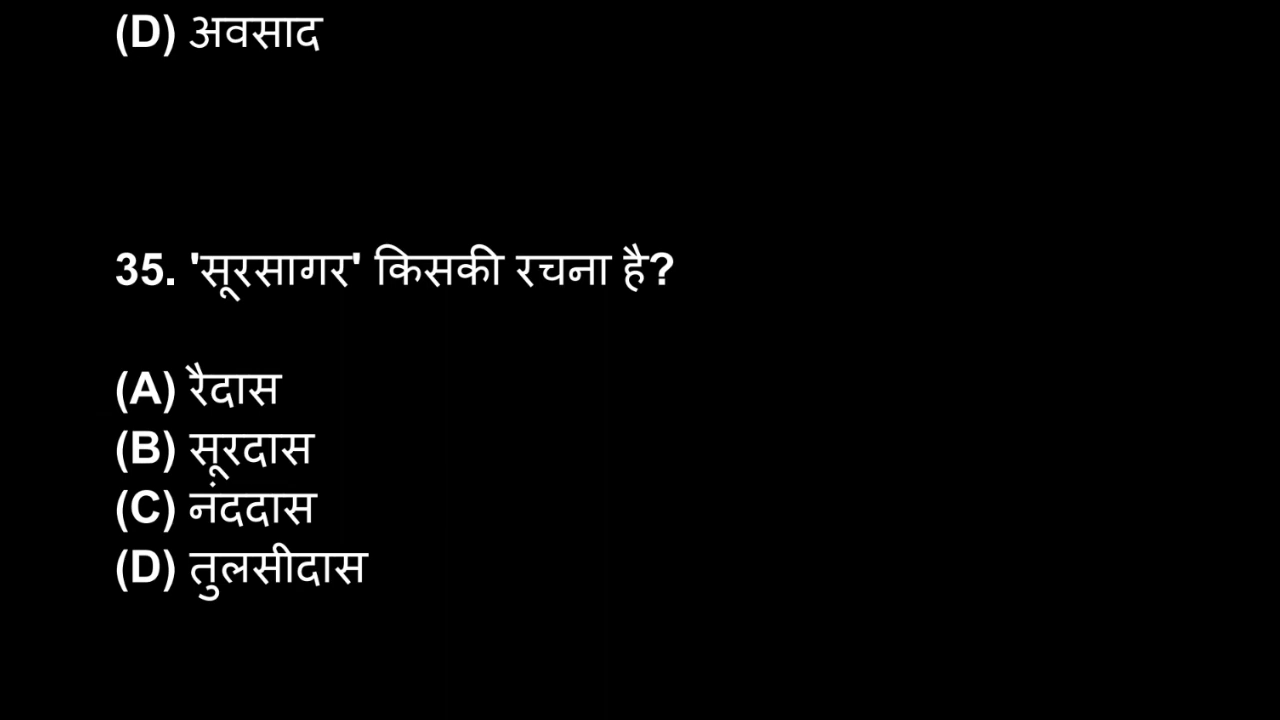 (D) अवसाद
35. 'सूरसागर' किसकी रचना है?
(A) रैदास
(B) सूरदास
(C) नंददास
(D) तुलसीदास